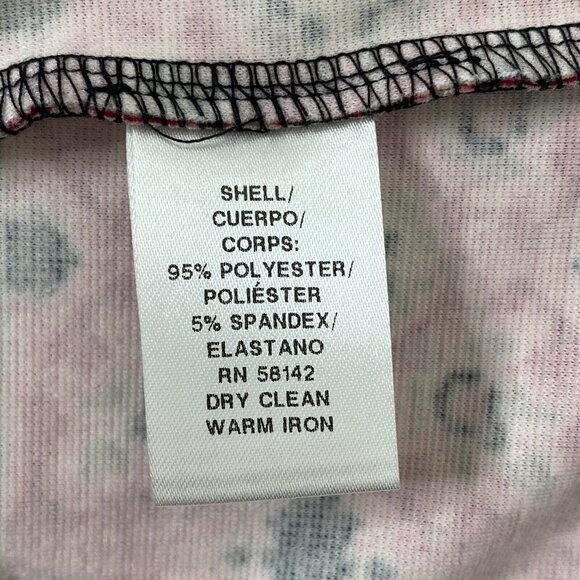 SHELL/
CUERPO/
CORPS:
95% POLYESTER/
POLIÉSTER
5% SPANDEX/
ELASTANO
RN 58142
DRY CLEAN
WARM IRON